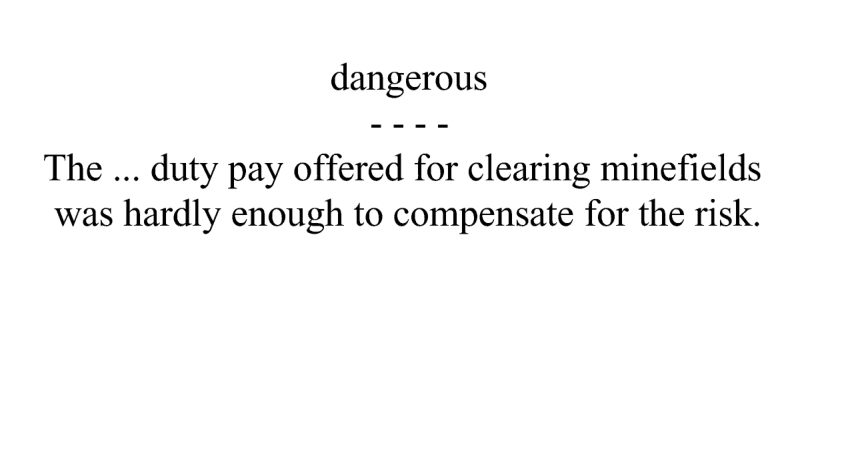 dangerous
- - - -
The ... duty pay offered for clearing minefields
was hardly enough to compensate for the risk.